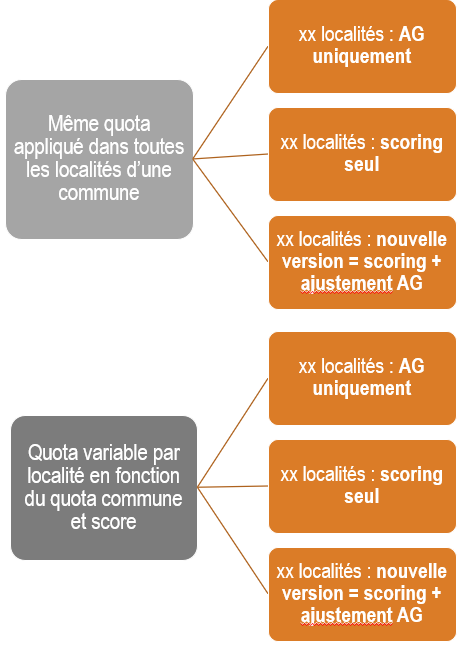 Même quota
appliqué dans toutes
les localités d'une
commune
xx localités : AG
uniquement
xx localités : scoring
seul
xx localités : nouvelle
version = scoring +
ajustement AG
Quota variable par
localité en fonction
du quota commune
et score
xx localités : AG
uniquement
xx localités : scoring
seul
xx localités : nouvelle
version = scoring +
ajustement AG